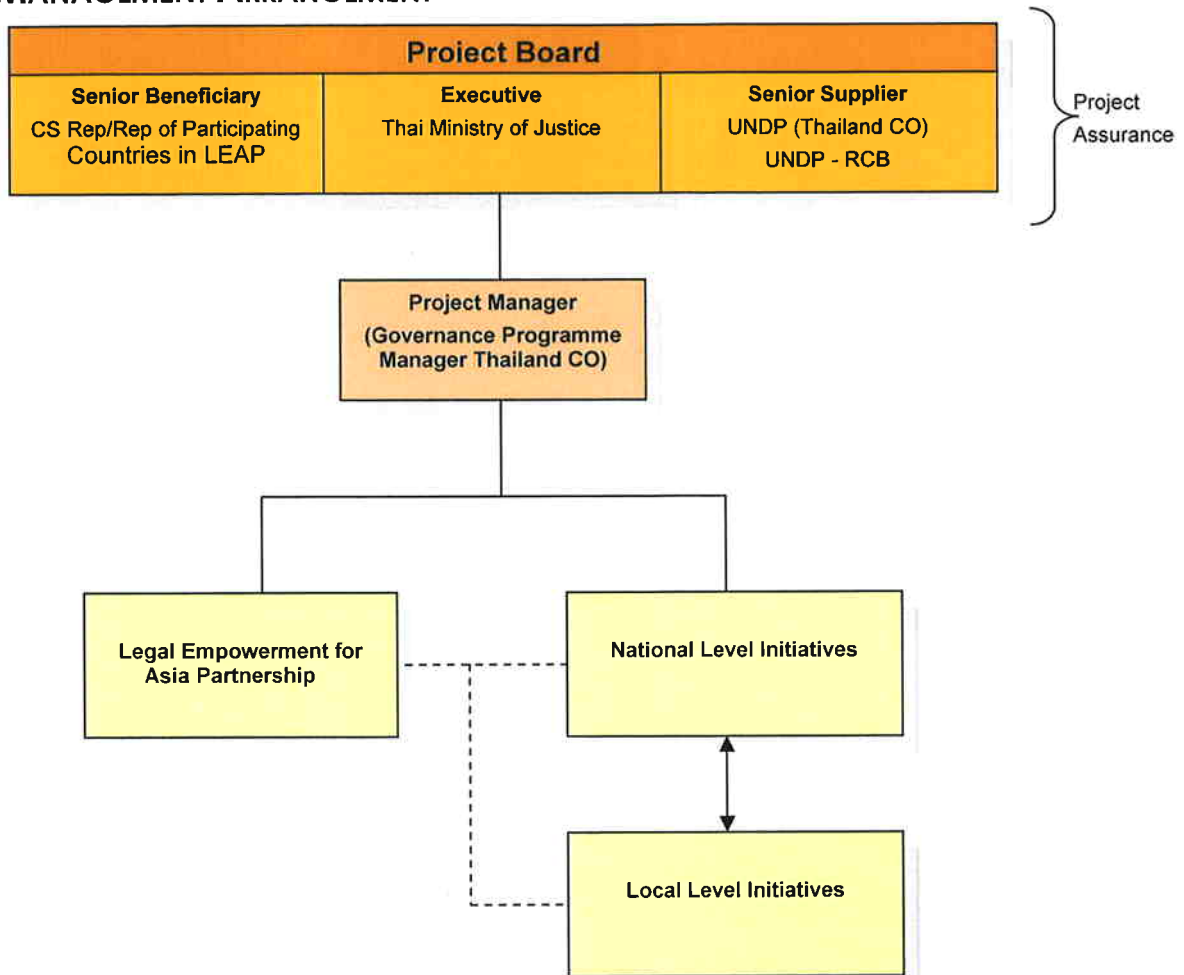 MANAGEMENT ARRANGEMENT
Project Board
Senior Beneficiary
CS Rep/Rep of Participating
Countries in LEAP
Executive
Thai Ministry of Justice
Senior Supplier
UNDP (Thailand CO)
UNDP - RCB
Project
Assurance
Project Manager
(Governance Programme
Manager Thailand CO)
Legal Empowerment for
Asia Partnership
National Level Initiatives
Local Level Initiatives